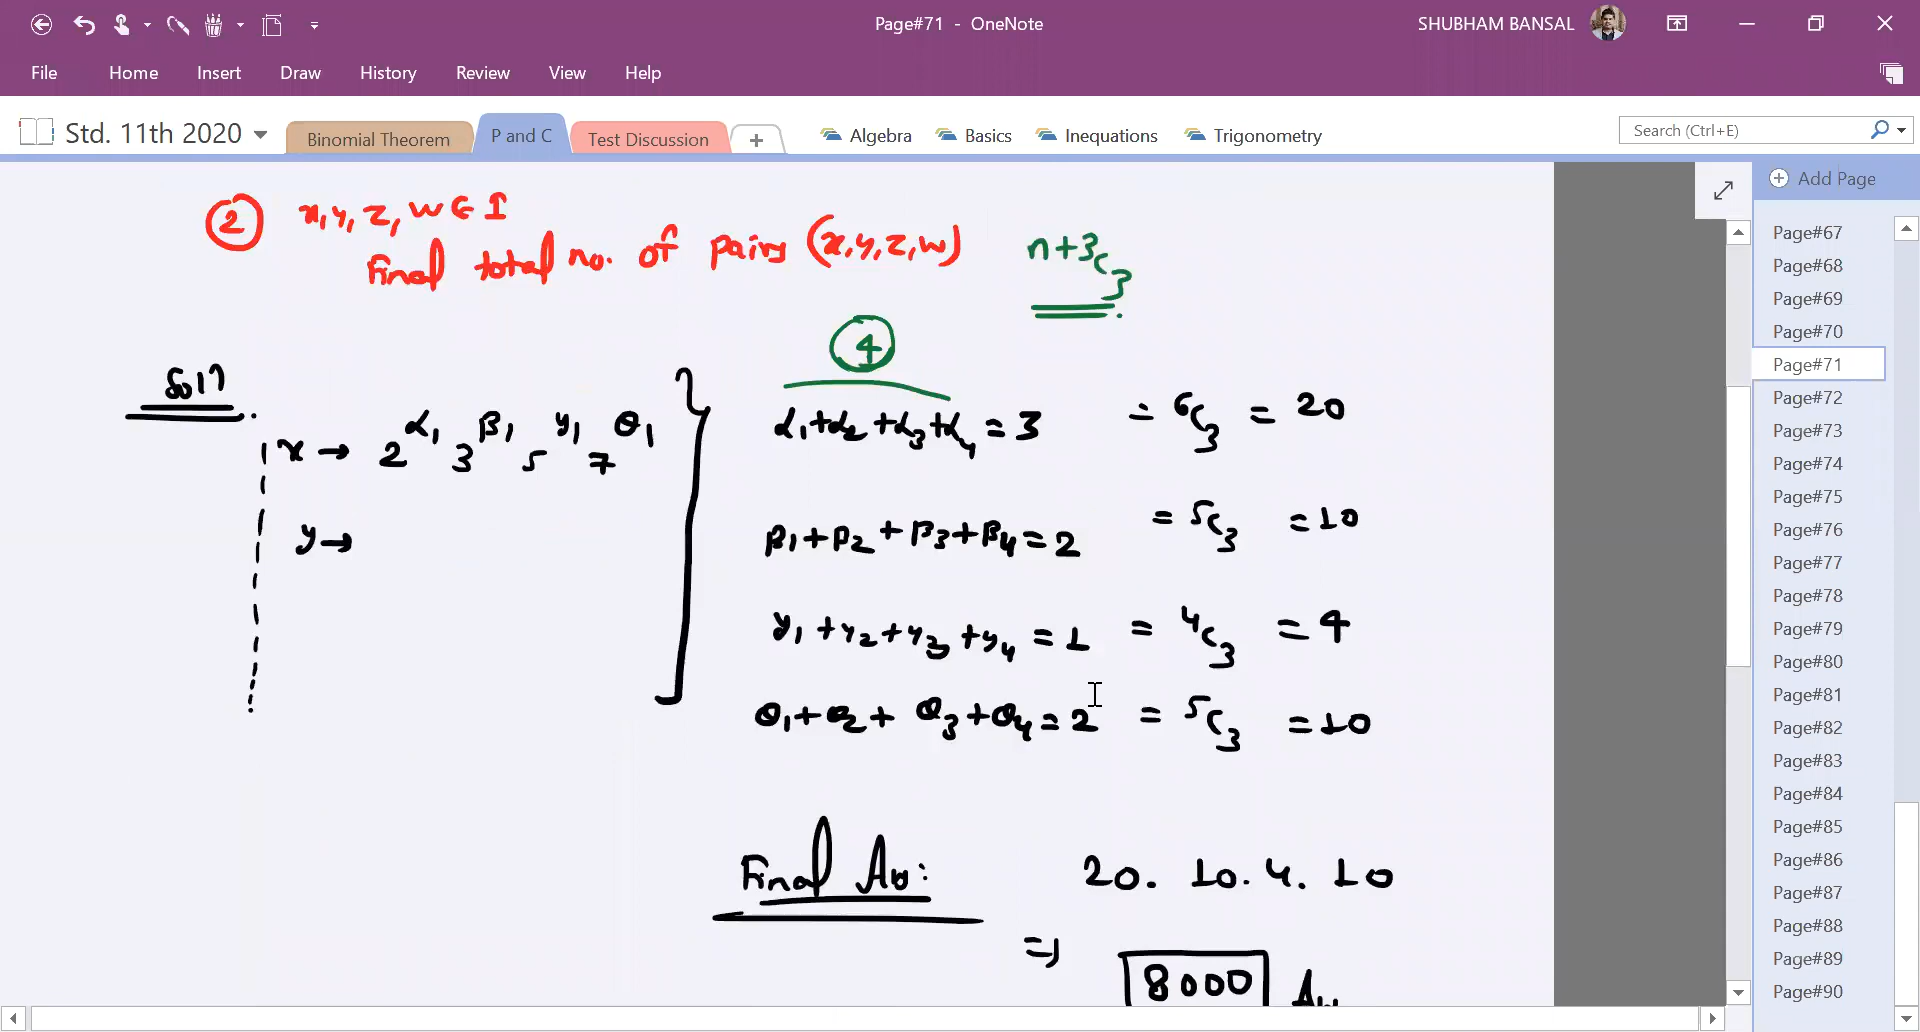 Page#71 - OneNote
SHUBHAM BANSAL
File Home Insert Draw History Review View Help
Std. 11th 2020 Binomial Theorem P and C Test Discussion + Algebra Basics Inequations Trigonometry
Search (Ctrl+E)
Add Page
② x, y, z, w ∈ I
Final total no. of pairs (x,y,z,w)
n+3C3
④
Soln
x → 2^α1 3^β1 5^γ1 7^θ1
y →
α1+α2+α3+α4=3 = 6C3 = 20
β1+β2+β3+β4=2 = 5C3 = 10
γ1+γ2+γ3+γ4=1 = 4C3 = 4
θ1+θ2+θ3+θ4=2 = 5C3 = 10
Final An: 20. 10. 4. 10
⇒ 8000 An
Page#67
Page#68
Page#69
Page#70
Page#71
Page#72
Page#73
Page#74
Page#75
Page#76
Page#77
Page#78
Page#79
Page#80
Page#81
Page#82
Page#83
Page#84
Page#85
Page#86
Page#87
Page#88
Page#89
Page#90